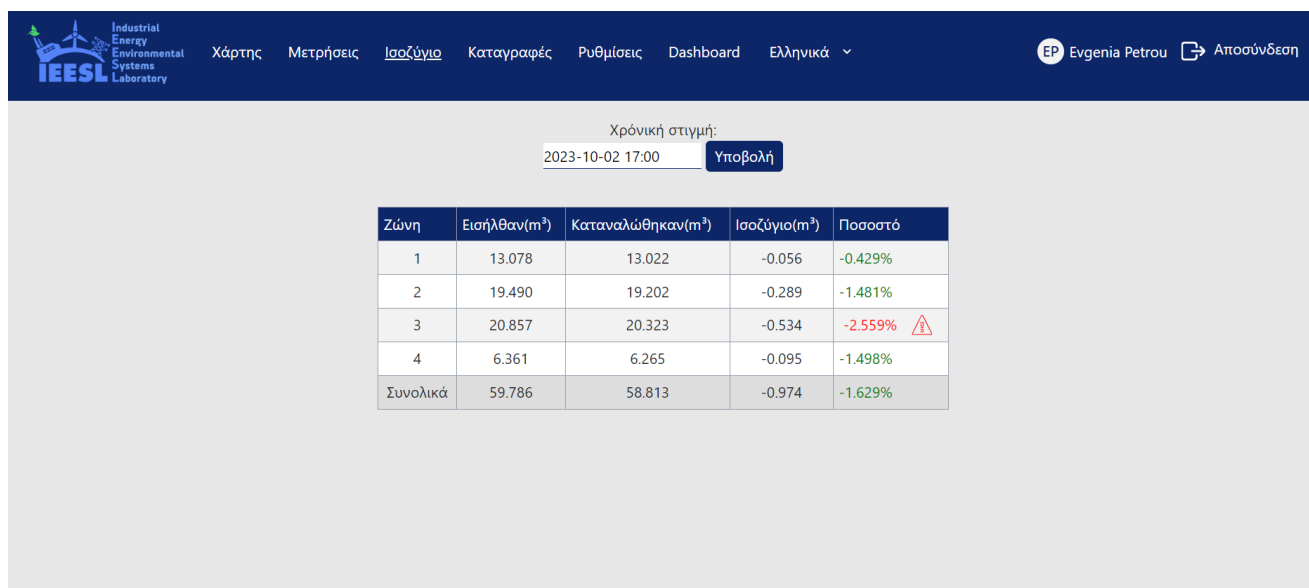 Industrial
Energy
Environmental
Systems
Laboratory
IEESL
Χάρτης Μετρήσεις Ισοζύγιο Καταγραφές Ρυθμίσεις Dashboard Ελληνικά
EP Evgenia Petrou Αποσύνδεση
Χρόνική στιγμή:
2023-10-02 17:00 Υποβολή
Ζώνη Εισήλθαν(m³) Καταναλώθηκαν(m³) Ισοζύγιο(m³) Ποσοστό
1 13.078 13.022 -0.056 -0.429%
2 19.490 19.202 -0.289 -1.481%
3 20.857 20.323 -0.534 -2.559%
4 6.361 6.265 -0.095 -1.498%
Συνολικά 59.786 58.813 -0.974 -1.629%